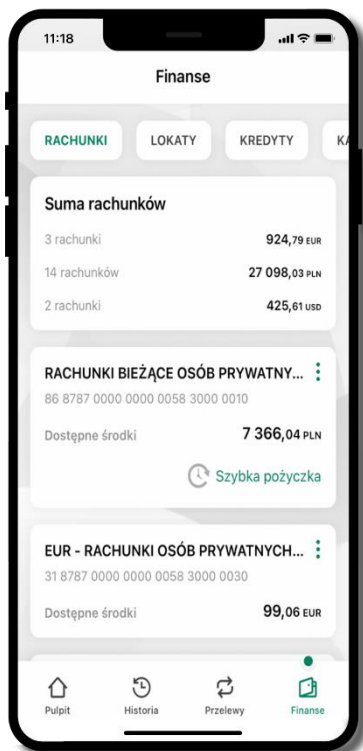 11:18
Finanse
RACHUNKI LOKATY KREDYTY
Suma rachunków
3 rachunki 924,79 EUR
14 rachunków 27 098,03 PLN
2 rachunki 425,61 USD
RACHUNKI BIEŻĄCE OSÓB PRYWATNY...
86 8787 0000 0000 0058 3000 0010
Dostępne środki 7 366,04 PLN
Szybka pożyczka
EUR - RACHUNKI OSÓB PRYWATNYCH...
31 8787 0000 0000 0058 3000 0030
Dostępne środki 99,06 EUR
Pulpit Historia Przelewy Finanse